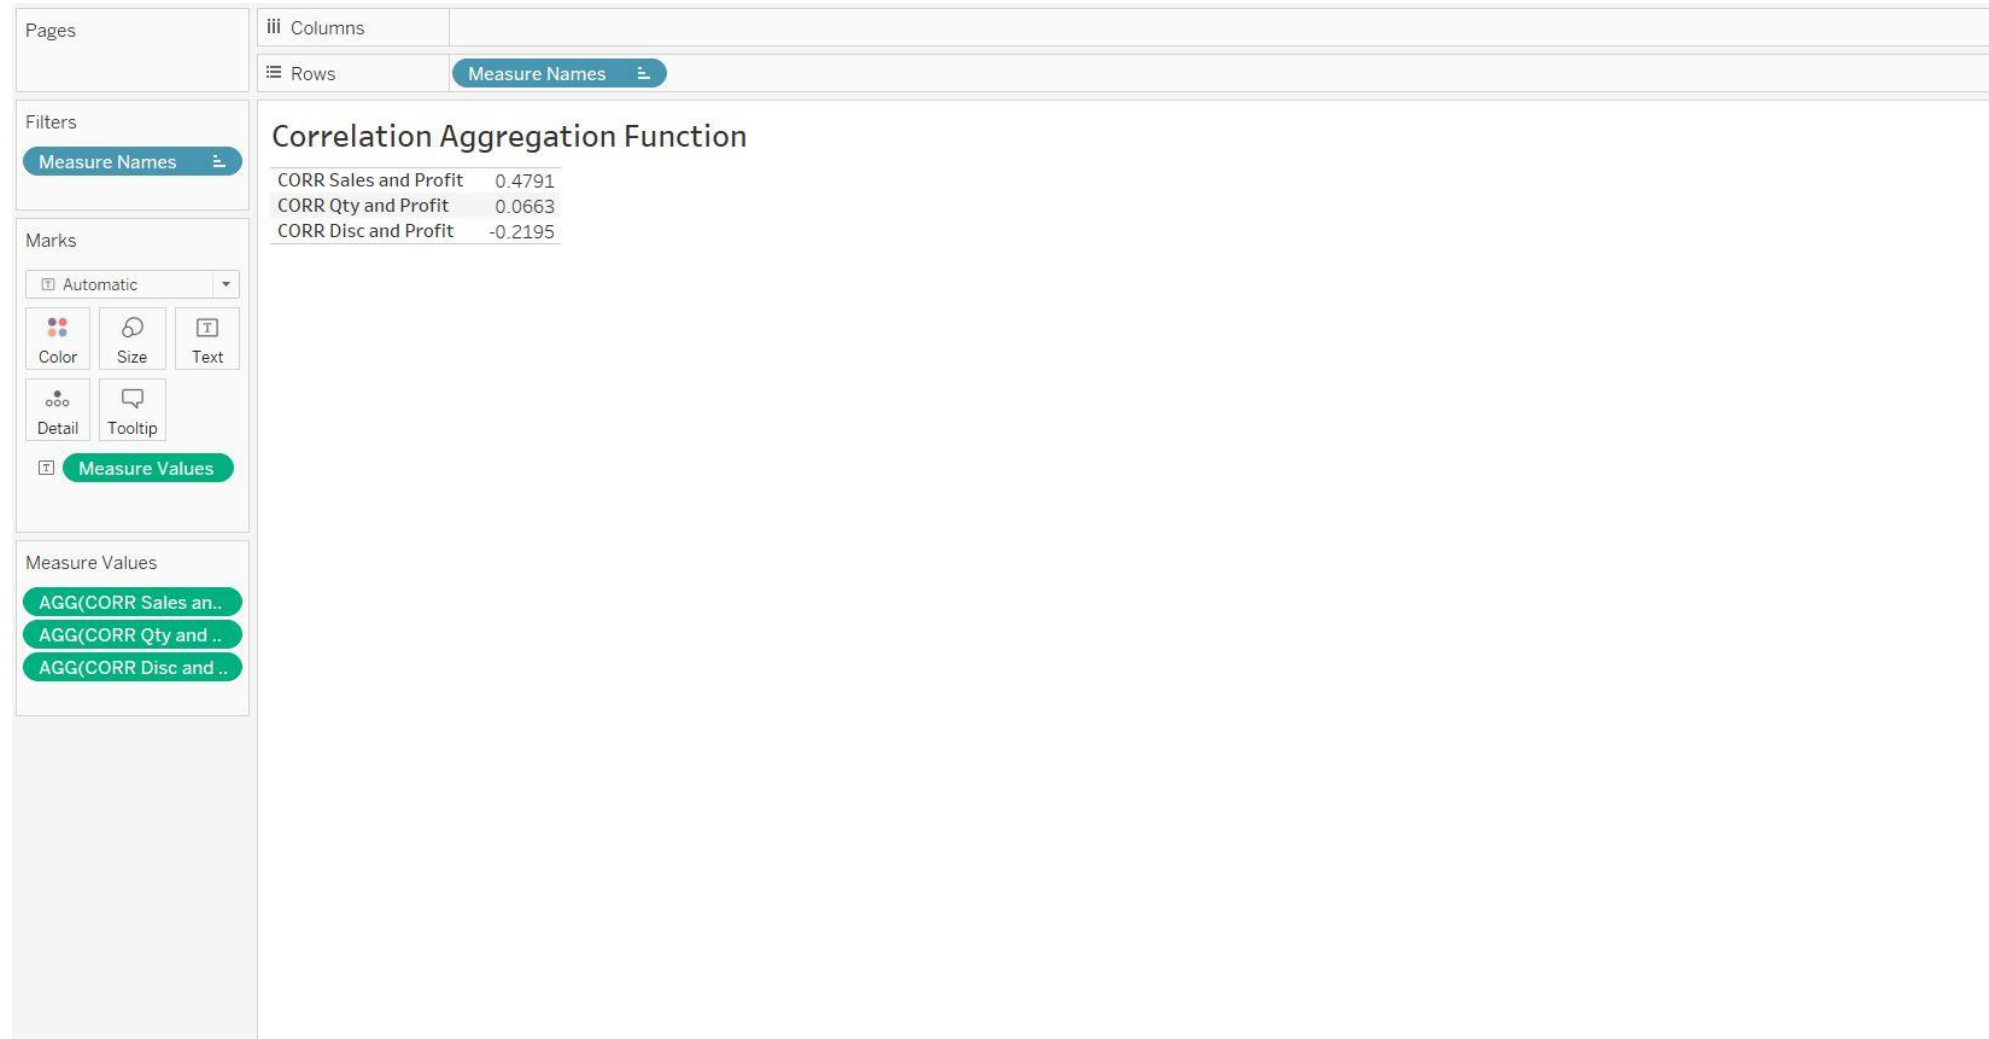 Pages
Columns
Rows
Measure Names
Filters
Measure Names
Marks
Automatic
Color
Size
Text
Detail
Tooltip
Measure Values
Measure Values
AGG(CORR Sales an..
AGG(CORR Qty and ..
AGG(CORR Disc and ..
Correlation Aggregation Function
CORR Sales and Profit 0.4791
CORR Qty and Profit 0.0663
CORR Disc and Profit -0.2195